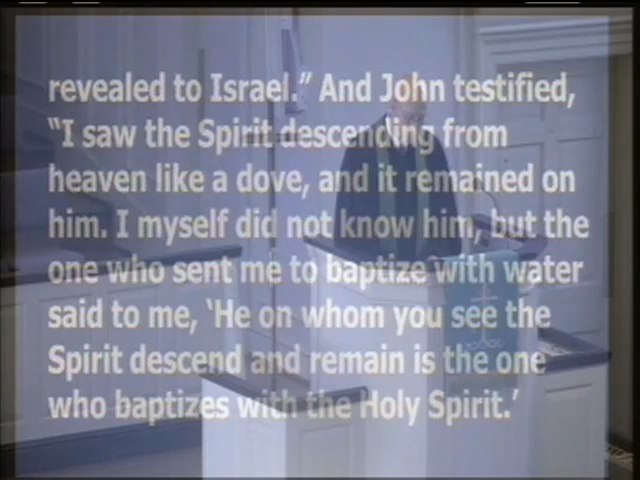 revealed to Israel.” And John testified,
“I saw the Spirit descending from
heaven like a dove, and it remained on
him. I myself did not know him, but the
one who sent me to baptize with water
said to me, ‘He on whom you see the
Spirit descend and remain is the one
who baptizes with the Holy Spirit.’